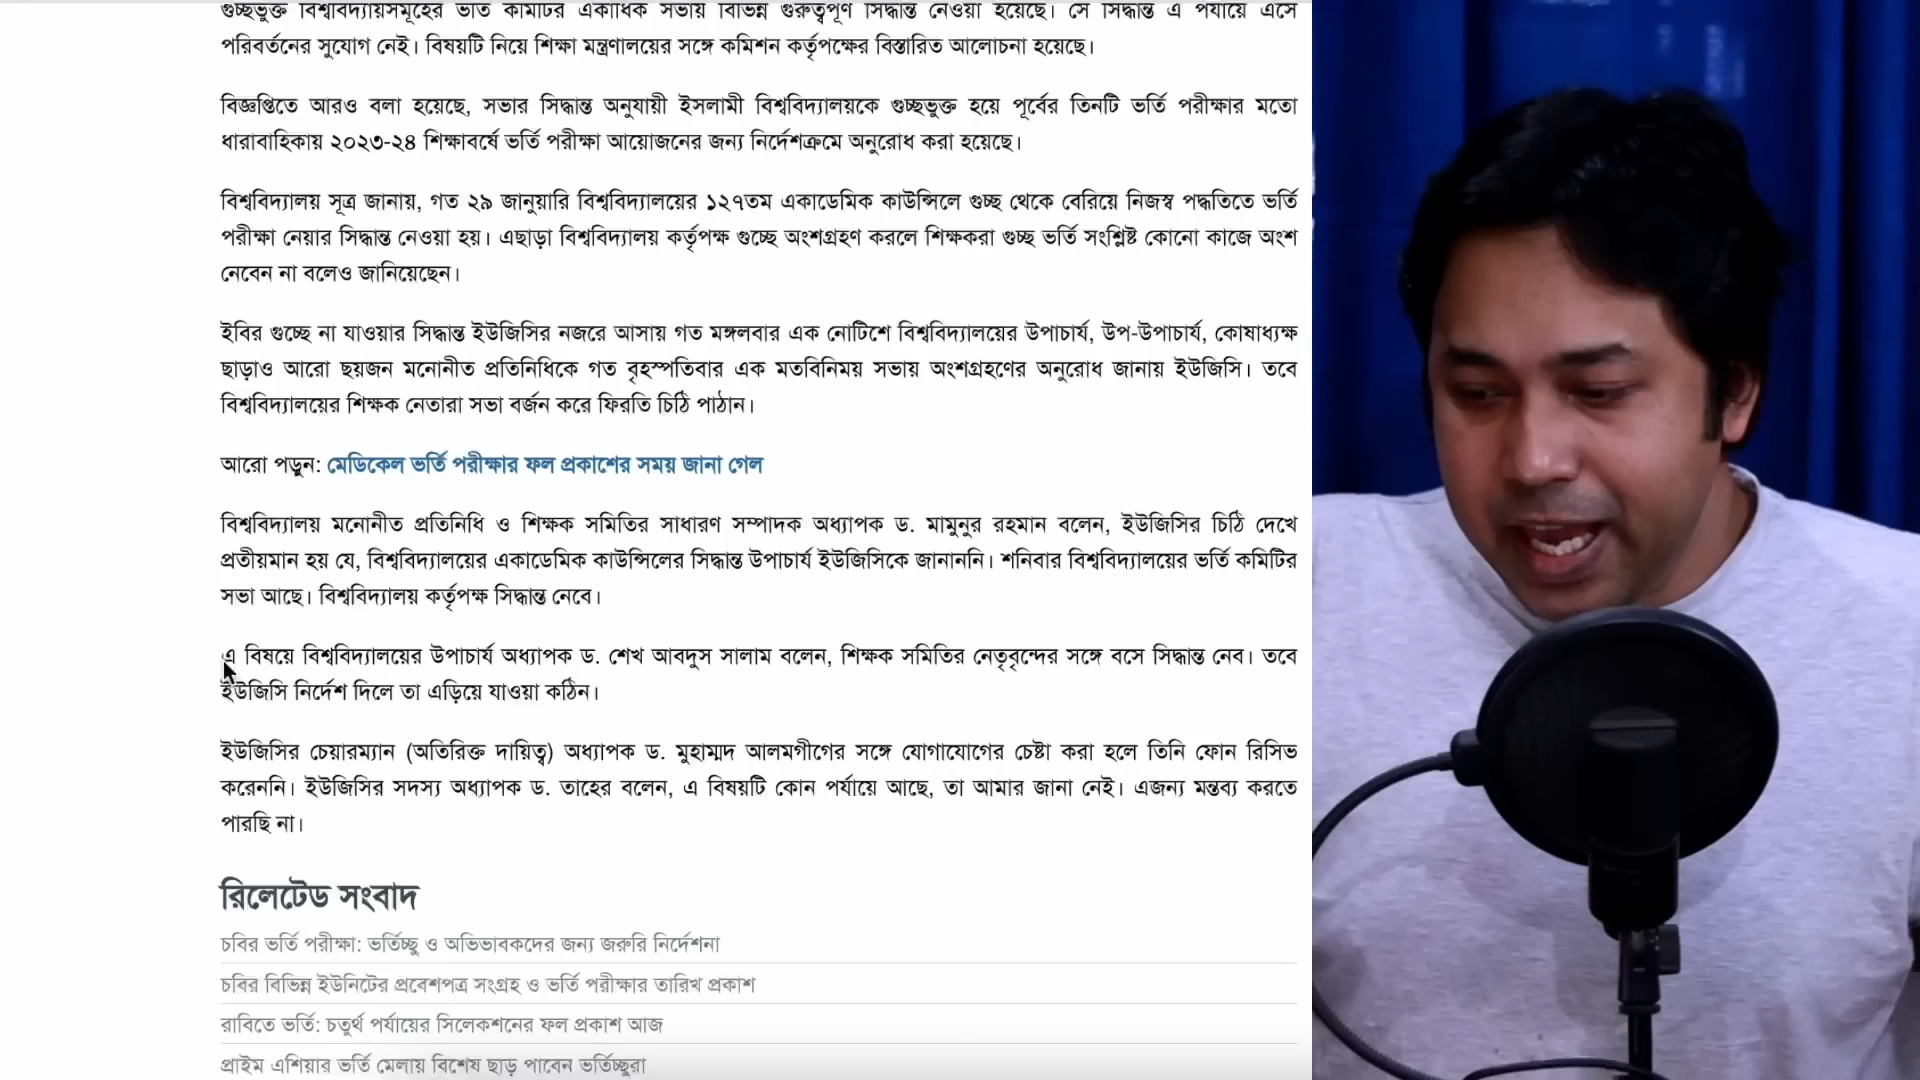 গুচ্ছভুক্ত বিশ্ববিদ্যালয়সমূহের ভর্তি কমিটির একাধিক সভায় বিভিন্ন গুরুত্বপূর্ণ সিদ্ধান্ত নেওয়া হয়েছে। সে সিদ্ধান্ত এ পর্যায়ে এসে
পরিবর্তনের সুযোগ নেই। বিষয়টি নিয়ে শিক্ষা মন্ত্রণালয়ের সঙ্গে কমিশন কর্তৃপক্ষের বিস্তারিত আলোচনা হয়েছে।
বিজ্ঞপ্তিতে আরও বলা হয়েছে, সভার সিদ্ধান্ত অনুযায়ী ইসলামী বিশ্ববিদ্যালয়কে গুচ্ছভুক্ত হয়ে পূর্বের তিনটি ভর্তি পরীক্ষার মতো
ধারাবাহিকায় ২০২৩-২৪ শিক্ষাবর্ষে ভর্তি পরীক্ষা আয়োজনের জন্য নির্দেশক্রমে অনুরোধ করা হয়েছে।
বিশ্ববিদ্যালয় সূত্র জানায়, গত ২৯ জানুয়ারি বিশ্ববিদ্যালয়ের ১২৭তম একাডেমিক কাউন্সিলে গুচ্ছ থেকে বেরিয়ে নিজস্ব পদ্ধতিতে ভর্তি
পরীক্ষা নেয়ার সিদ্ধান্ত নেওয়া হয়। এছাড়া বিশ্ববিদ্যালয় কর্তৃপক্ষ গুচ্ছে অংশগ্রহণ করলে শিক্ষকরা গুচ্ছ ভর্তি সংশ্লিষ্ট কোনো কাজে অংশ
নেবেন না বলেও জানিয়েছেন।
ইবির গুচ্ছে না যাওয়ার সিদ্ধান্ত ইউজিসির নজরে আসায় গত মঙ্গলবার এক নোটিশে বিশ্ববিদ্যালয়ের উপাচার্য, উপ-উপাচার্য, কোষাধ্যক্ষ
ছাড়াও আরো ছয়জন মনোনীত প্রতিনিধিকে গত বৃহস্পতিবার এক মতবিনিময় সভায় অংশগ্রহণের অনুরোধ জানায় ইউজিসি। তবে
বিশ্ববিদ্যালয়ের শিক্ষক নেতারা সভা বর্জন করে ফিরতি চিঠি পাঠান।
আরো পড়ুন: মেডিকেল ভর্তি পরীক্ষার ফল প্রকাশের সময় জানা গেল
বিশ্ববিদ্যালয় মনোনীত প্রতিনিধি ও শিক্ষক সমিতির সাধারণ সম্পাদক অধ্যাপক ড. মামুনুর রহমান বলেন, ইউজিসির চিঠি দেখে
প্রতীয়মান হয় যে, বিশ্ববিদ্যালয়ের একাডেমিক কাউন্সিলের সিদ্ধান্ত উপাচার্য ইউজিসিকে জানাননি। শনিবার বিশ্ববিদ্যালয়ের ভর্তি কমিটির
সভা আছে। বিশ্ববিদ্যালয় কর্তৃপক্ষ সিদ্ধান্ত নেবে।
এ বিষয়ে বিশ্ববিদ্যালয়ের উপাচার্য অধ্যাপক ড. শেখ আবদুস সালাম বলেন, শিক্ষক সমিতির নেতৃবৃন্দের সঙ্গে বসে সিদ্ধান্ত নেব। তবে
ইউজিসি নির্দেশ দিলে তা এড়িয়ে যাওয়া কঠিন।
ইউজিসির চেয়ারম্যান (অতিরিক্ত দায়িত্ব) অধ্যাপক ড. মুহাম্মদ আলমগীগের সঙ্গে যোগাযোগের চেষ্টা করা হলে তিনি ফোন রিসিভ
করেননি। ইউজিসির সদস্য অধ্যাপক ড. তাহের বলেন, এ বিষয়টি কোন পর্যায়ে আছে, তা আমার জানা নেই। এজন্য মন্তব্য করতে
পারছি না।
রিলেটেড সংবাদ
চবির ভর্তি পরীক্ষা: ভর্তিচ্ছু ও অভিভাবকদের জন্য জরুরি নির্দেশনা
চবির বিভিন্ন ইউনিটের প্রবেশপত্র সংগ্রহ ও ভর্তি পরীক্ষার তারিখ প্রকাশ
রাবিতে ভর্তি: চতুর্থ পর্যায়ের সিলেকশনের ফল প্রকাশ আজ
প্রাইম এশিয়ার ভর্তি মেলায় বিশেষ ছাড় পাবেন ভর্তিচ্ছুরা